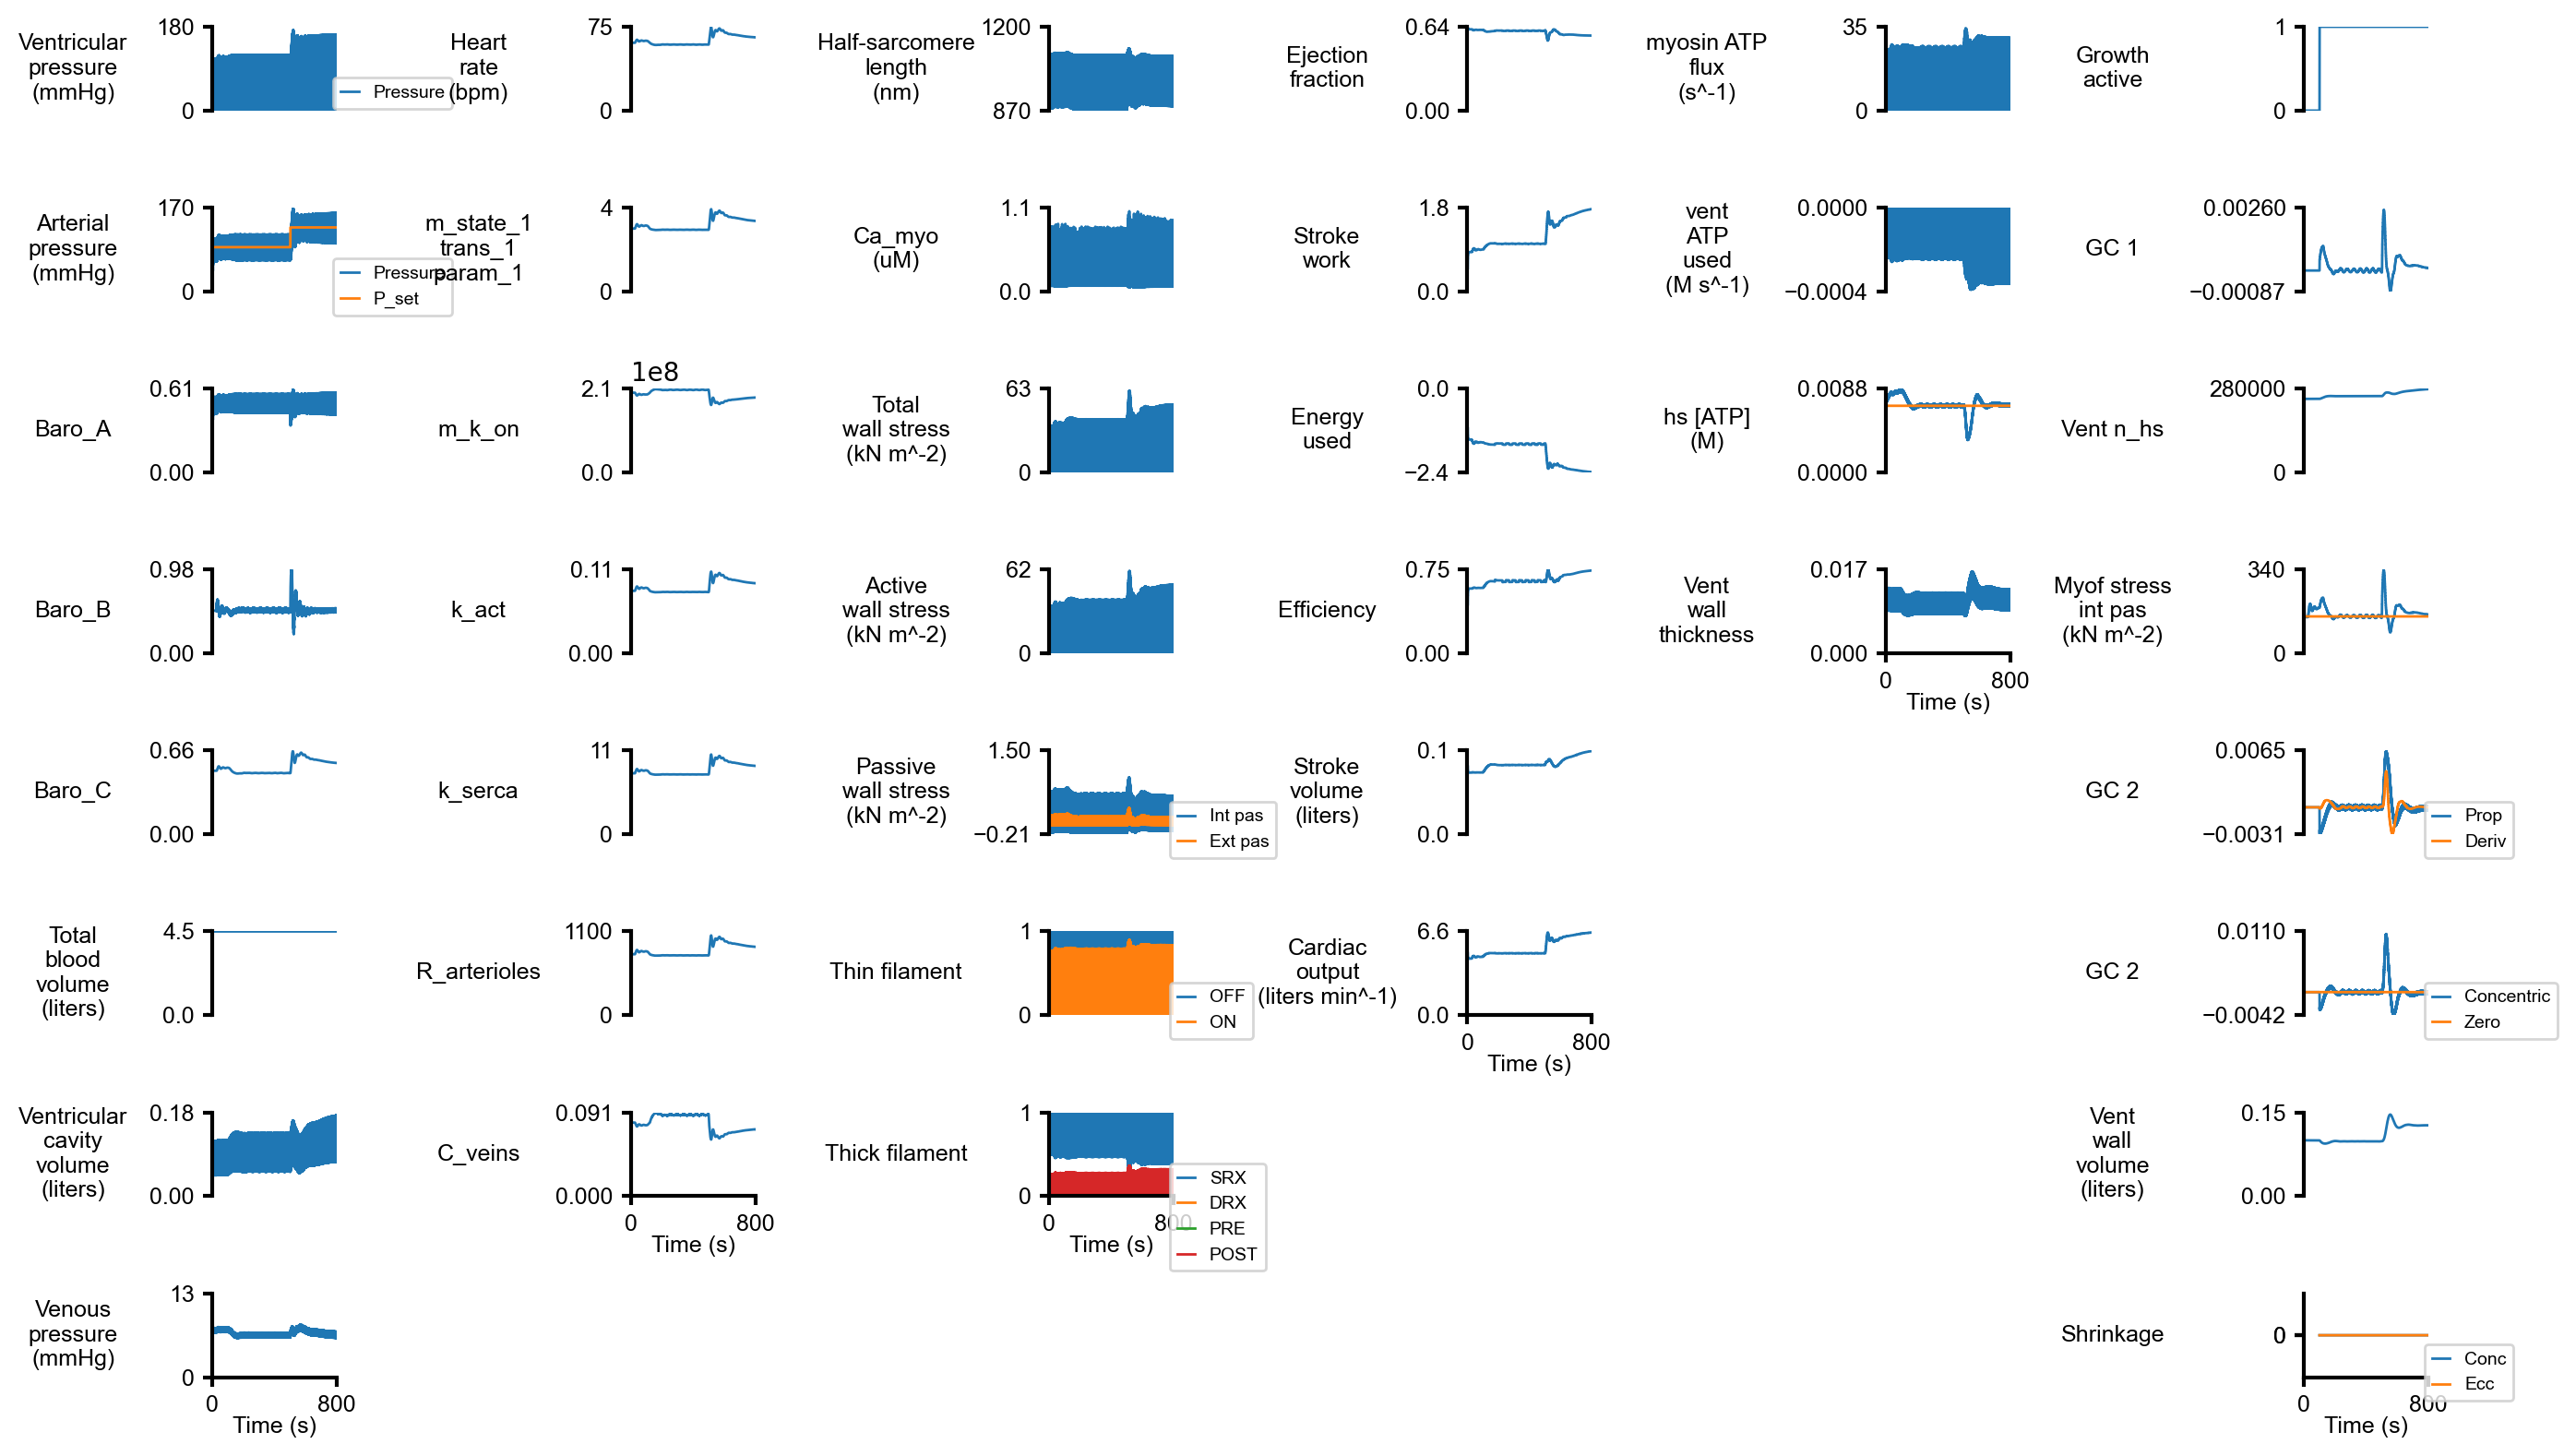 Ventricular
pressure
(mmHg)
180
0
Pressure
Heart
rate
(bpm)
75
0
Half-sarcomere
length
(nm)
1200
870
Ejection
fraction
0.64
0.00
myosin ATP
flux
(s^-1)
35
0
Growth
active
1
0
Arterial
pressure
(mmHg)
170
0
Pressure
P_set
m_state_1
trans_1
param_1
4
0
Ca_myo
(uM)
1.1
0.0
Stroke
work
1.8
0.0
vent
ATP
used
(M s^-1)
0.0000
−0.0004
GC 1
0.00260
−0.00087
Baro_A
0.61
0.00
m_k_on
1e8
2.1
0.0
Total
wall stress
(kN m^-2)
63
0
Energy
used
0.0
−2.4
hs [ATP]
(M)
0.0088
0.0000
Vent n_hs
280000
0
Baro_B
0.98
0.00
k_act
0.11
0.00
Active
wall stress
(kN m^-2)
62
0
Efficiency
0.75
0.00
Vent
wall
thickness
0.017
0.000
0 800
Time (s)
Myof stress
int pas
(kN m^-2)
340
0
Baro_C
0.66
0.00
k_serca
11
0
Passive
wall stress
(kN m^-2)
1.50
−0.21
Int pas
Ext pas
Stroke
volume
(liters)
0.1
0.0
GC 2
0.0065
−0.0031
Prop
Deriv
Total
blood
volume
(liters)
4.5
0.0
R_arterioles
1100
0
Thin filament
1
0
OFF
ON
Cardiac
output
(liters min^-1)
6.6
0.0
0 800
Time (s)
GC 2
0.0110
−0.0042
Concentric
Zero
Ventricular
cavity
volume
(liters)
0.18
0.00
C_veins
0.091
0.000
0 800
Time (s)
Thick filament
1
0
0 800
Time (s)
SRX
DRX
PRE
POST
Vent
wall
volume
(liters)
0.15
0.00
Venous
pressure
(mmHg)
13
0
0 800
Time (s)
Shrinkage
0
0 800
Time (s)
Conc
Ecc